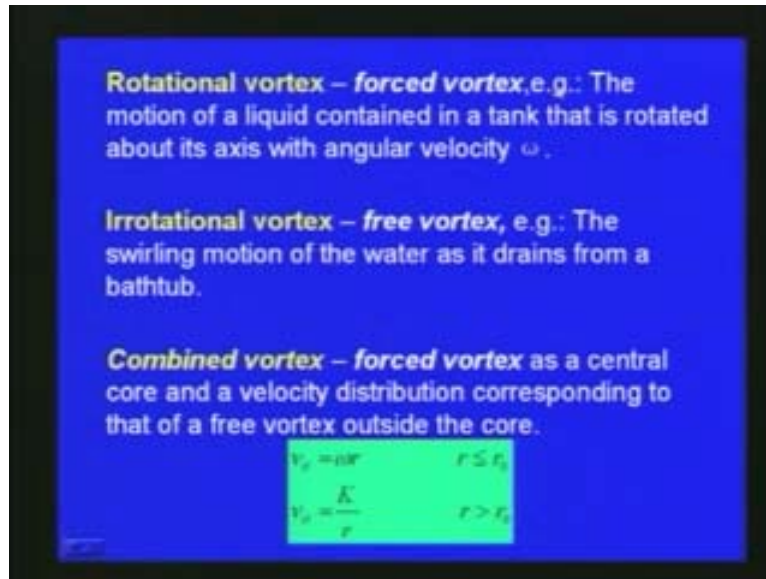 Rotational vortex – forced vortex,e.g.: The
motion of a liquid contained in a tank that is rotated
about its axis with angular velocity ω .
Irrotational vortex – free vortex, e.g.: The
swirling motion of the water as it drains from a
bathtub.
Combined vortex – forced vortex as a central
core and a velocity distribution corresponding to
that of a free vortex outside the core.
v_θ = ωr r ≤ r₀
v_θ = K/r r > r₀